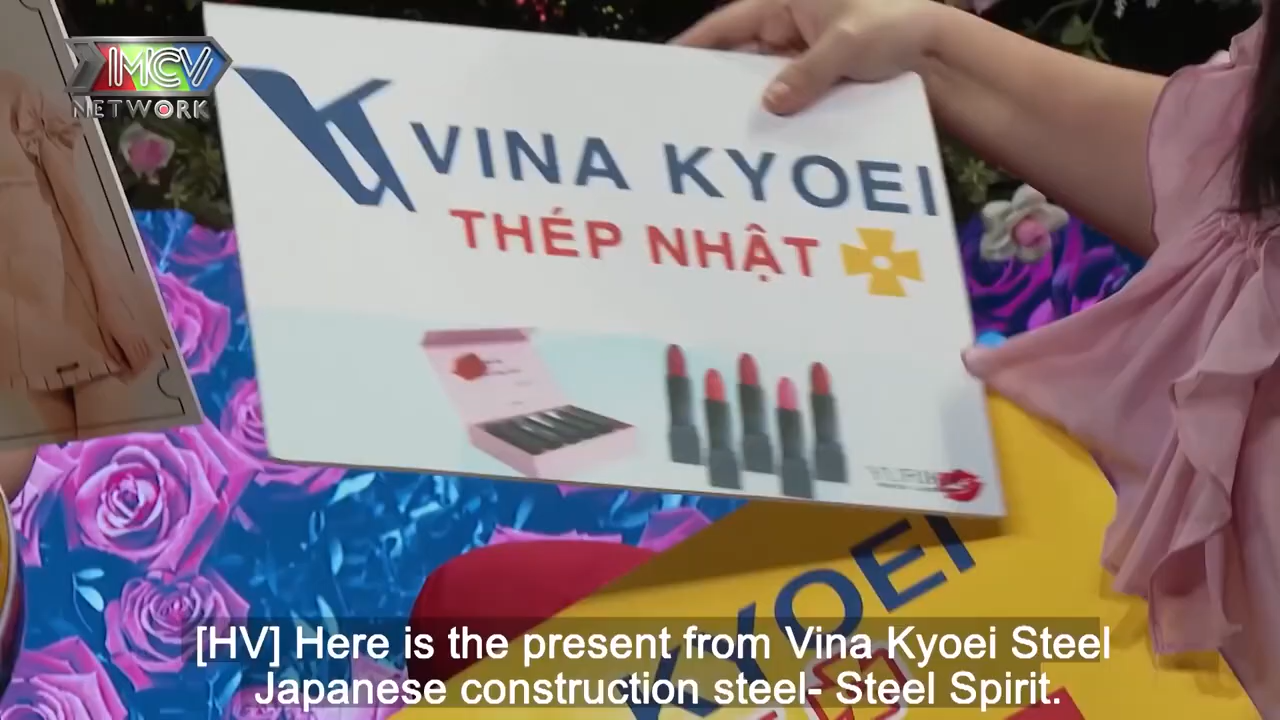 MCV
NETWORK
VINA KYOEI
THÉP NHẬT
KYOEI
[HV] Here is the present from Vina Kyoei Steel
Japanese construction steel- Steel Spirit.